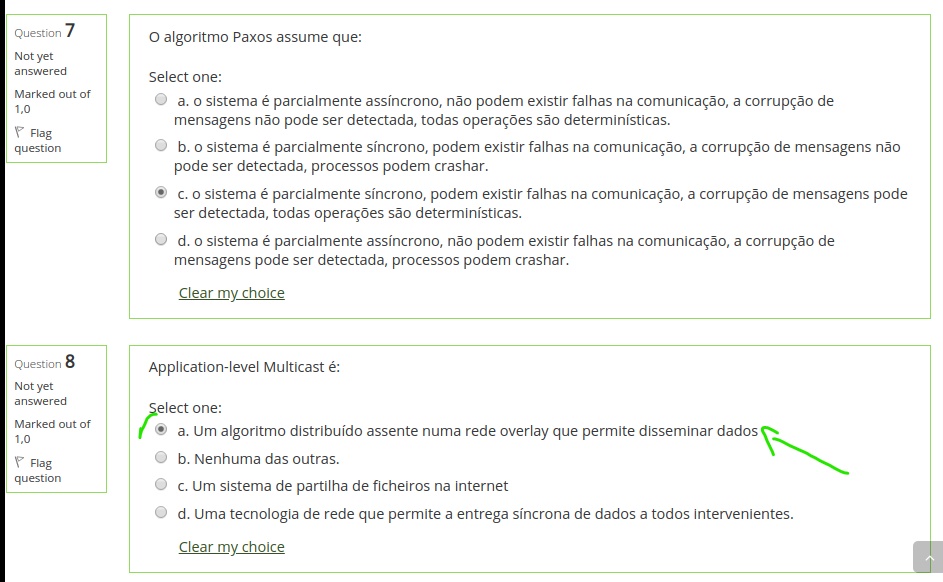 Question 7
Not yet
answered
Marked out of
1,0
Flag
question
O algoritmo Paxos assume que:
Select one:
a. o sistema é parcialmente assíncrono, não podem existir falhas na comunicação, a corrupção de
mensagens não pode ser detectada, todas operações são determinísticas.
b. o sistema é parcialmente síncrono, podem existir falhas na comunicação, a corrupção de mensagens não
pode ser detectada, processos podem crashar.
c. o sistema é parcialmente síncrono, podem existir falhas na comunicação, a corrupção de mensagens pode
ser detectada, todas operações são determinísticas.
d. o sistema é parcialmente assíncrono, não podem existir falhas na comunicação, a corrupção de
mensagens pode ser detectada, processos podem crashar.
Clear my choice
Question 8
Not yet
answered
Marked out of
1,0
Flag
question
Application-level Multicast é:
Select one:
a. Um algoritmo distribuído assente numa rede overlay que permite disseminar dados
b. Nenhuma das outras.
c. Um sistema de partilha de ficheiros na internet
d. Uma tecnologia de rede que permite a entrega síncrona de dados a todos intervenientes.
Clear my choice